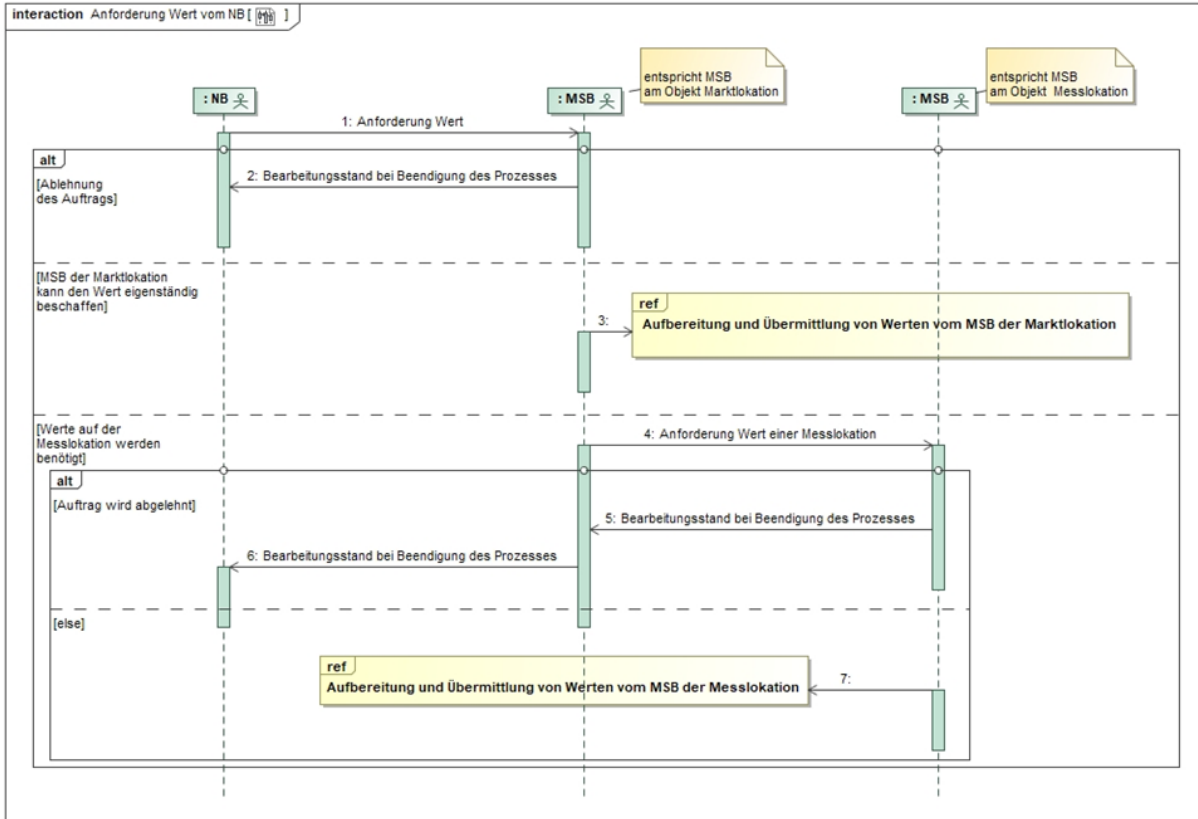 interaction Anforderung Wert vom NB [ ]
entspricht MSB
am Objekt Marktlokation
entspricht MSB
am Objekt Messlokation
: NB
: MSB
: MSB
1: Anforderung Wert
alt
[Ablehnung
des Auftrags]
2: Bearbeitungsstand bei Beendigung des Prozesses
[MSB der Marktlokation
kann den Wert eigenständig
beschaffen]
3:
ref
Aufbereitung und Übermittlung von Werten vom MSB der Marktlokation
[Werte auf der
Messlokation werden
benötigt]
4: Anforderung Wert einer Messlokation
alt
[Auftrag wird abgelehnt]
5: Bearbeitungsstand bei Beendigung des Prozesses
6: Bearbeitungsstand bei Beendigung des Prozesses
[else]
ref
Aufbereitung und Übermittlung von Werten vom MSB der Messlokation
7: